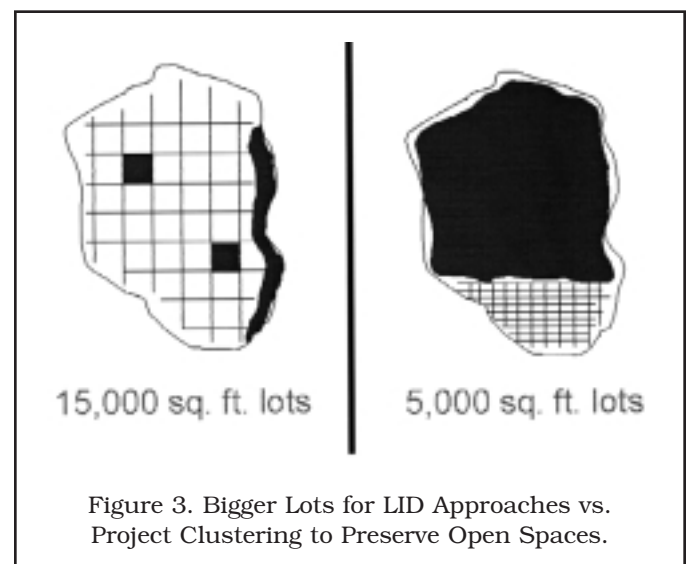 15,000 sq. ft. lots
5,000 sq. ft. lots
Figure 3. Bigger Lots for LID Approaches vs.
Project Clustering to Preserve Open Spaces.